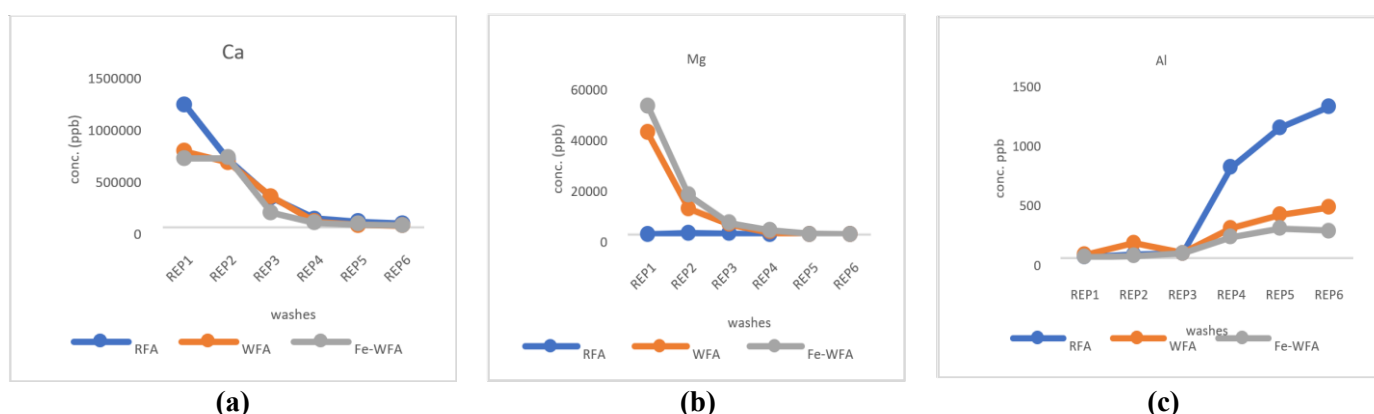 Ca
conc. (ppb)
1500000
1000000
500000
0
REP1
REP2
REP3
REP4
REP5
REP6
washes
RFA
WFA
Fe-WFA
(a)
Mg
conc. (ppb)
60000
40000
20000
0
REP1
REP2
REP3
REP4
REP5
REP6
washes
RFA
WFA
Fe-WFA
(b)
Al
conc. ppb
1500
1000
500
0
REP1 REP2 REP3 REP4 REP5 REP6
washes
RFA
WFA
Fe-WFA
(c)